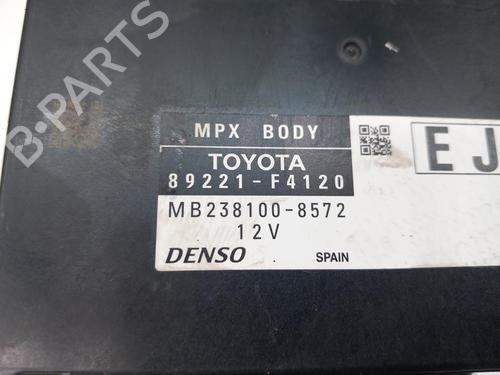 B-PARTS
MPX BODY
TOYOTA
89221-F4120
MB238100-8572
12V
DENSO
SPAIN
EJ